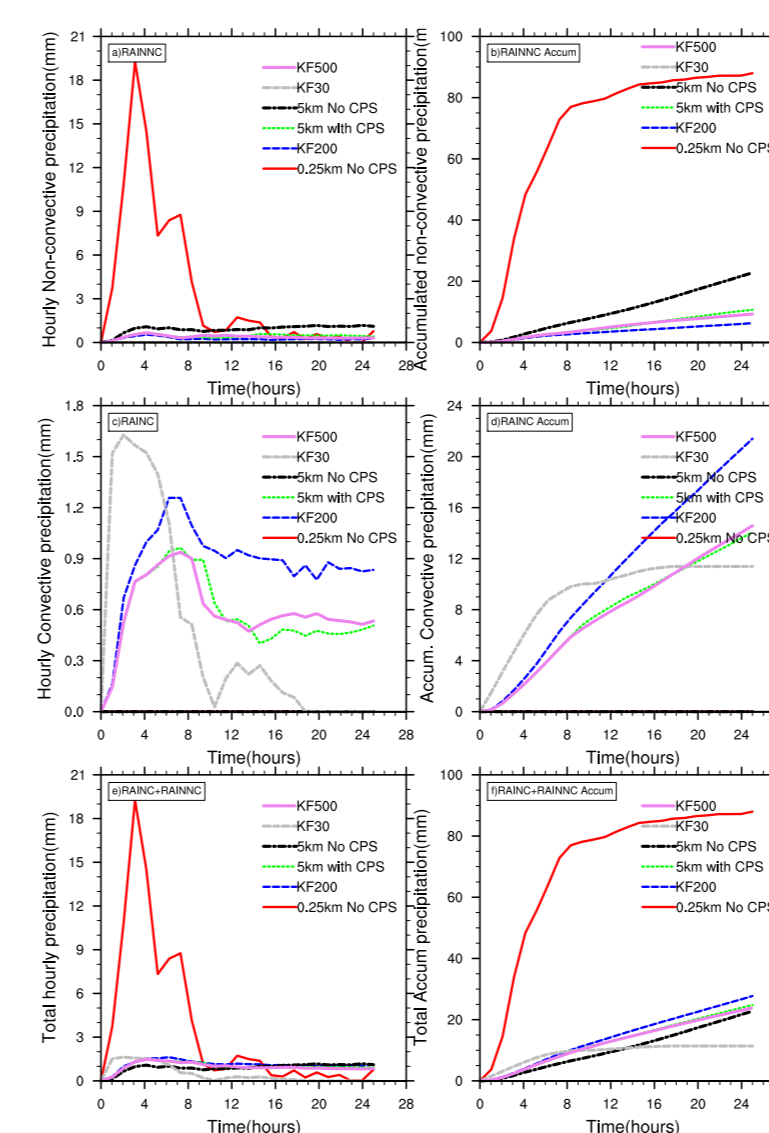 Hourly Non-convective precipitation(mm)
21
18
15
12
9
6
3
0
a)RAINNC
KF500
KF30
5km No CPS
5km with CPS
KF200
0.25km No CPS
0 4 8 12 16 20 24 28
Time(hours)
Accumulated non-convective precipitation(m
100
80
60
40
20
0
b)RAINNC Accum
KF500
KF30
5km No CPS
5km with CPS
KF200
0.25km No CPS
0 4 8 12 16 20 24
Time(hours)
Hourly Convective precipitation(mm)
1.8
1.5
1.2
0.9
0.6
0.3
0.0
c)RAINC
KF500
KF30
5km No CPS
5km with CPS
KF200
0.25km No CPS
0 4 8 12 16 20 24 28
Time(hours)
Accum. Convective precipitation(mm)
24
20
16
12
8
4
0
d)RAINC Accum
KF500
KF30
5km No CPS
5km with CPS
KF200
0.25km No CPS
0 4 8 12 16 20 24
Time(hours)
Total hourly precipitation(mm)
21
18
15
12
9
6
3
0
e)RAINC+RAINNC
KF500
KF30
5km No CPS
5km with CPS
KF200
0.25km No CPS
0 4 8 12 16 20 24 28
Time(hours)
Total Accum precipitation(mm)
100
80
60
40
20
0
f)RAINC+RAINNC Accum
KF500
KF30
5km No CPS
5km with CPS
KF200
0.25km No CPS
0 4 8 12 16 20 24
Time(hours)